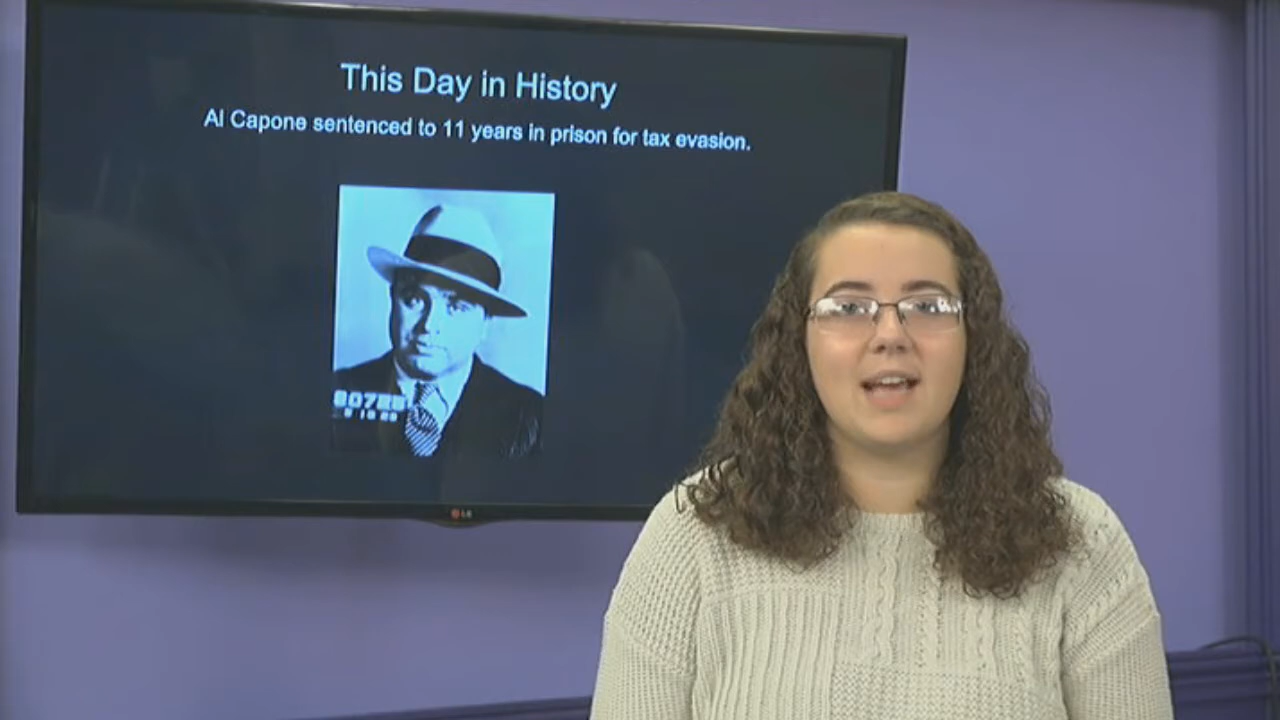 This Day in History
Al Capone sentenced to 11 years in prison for tax evasion.
LG